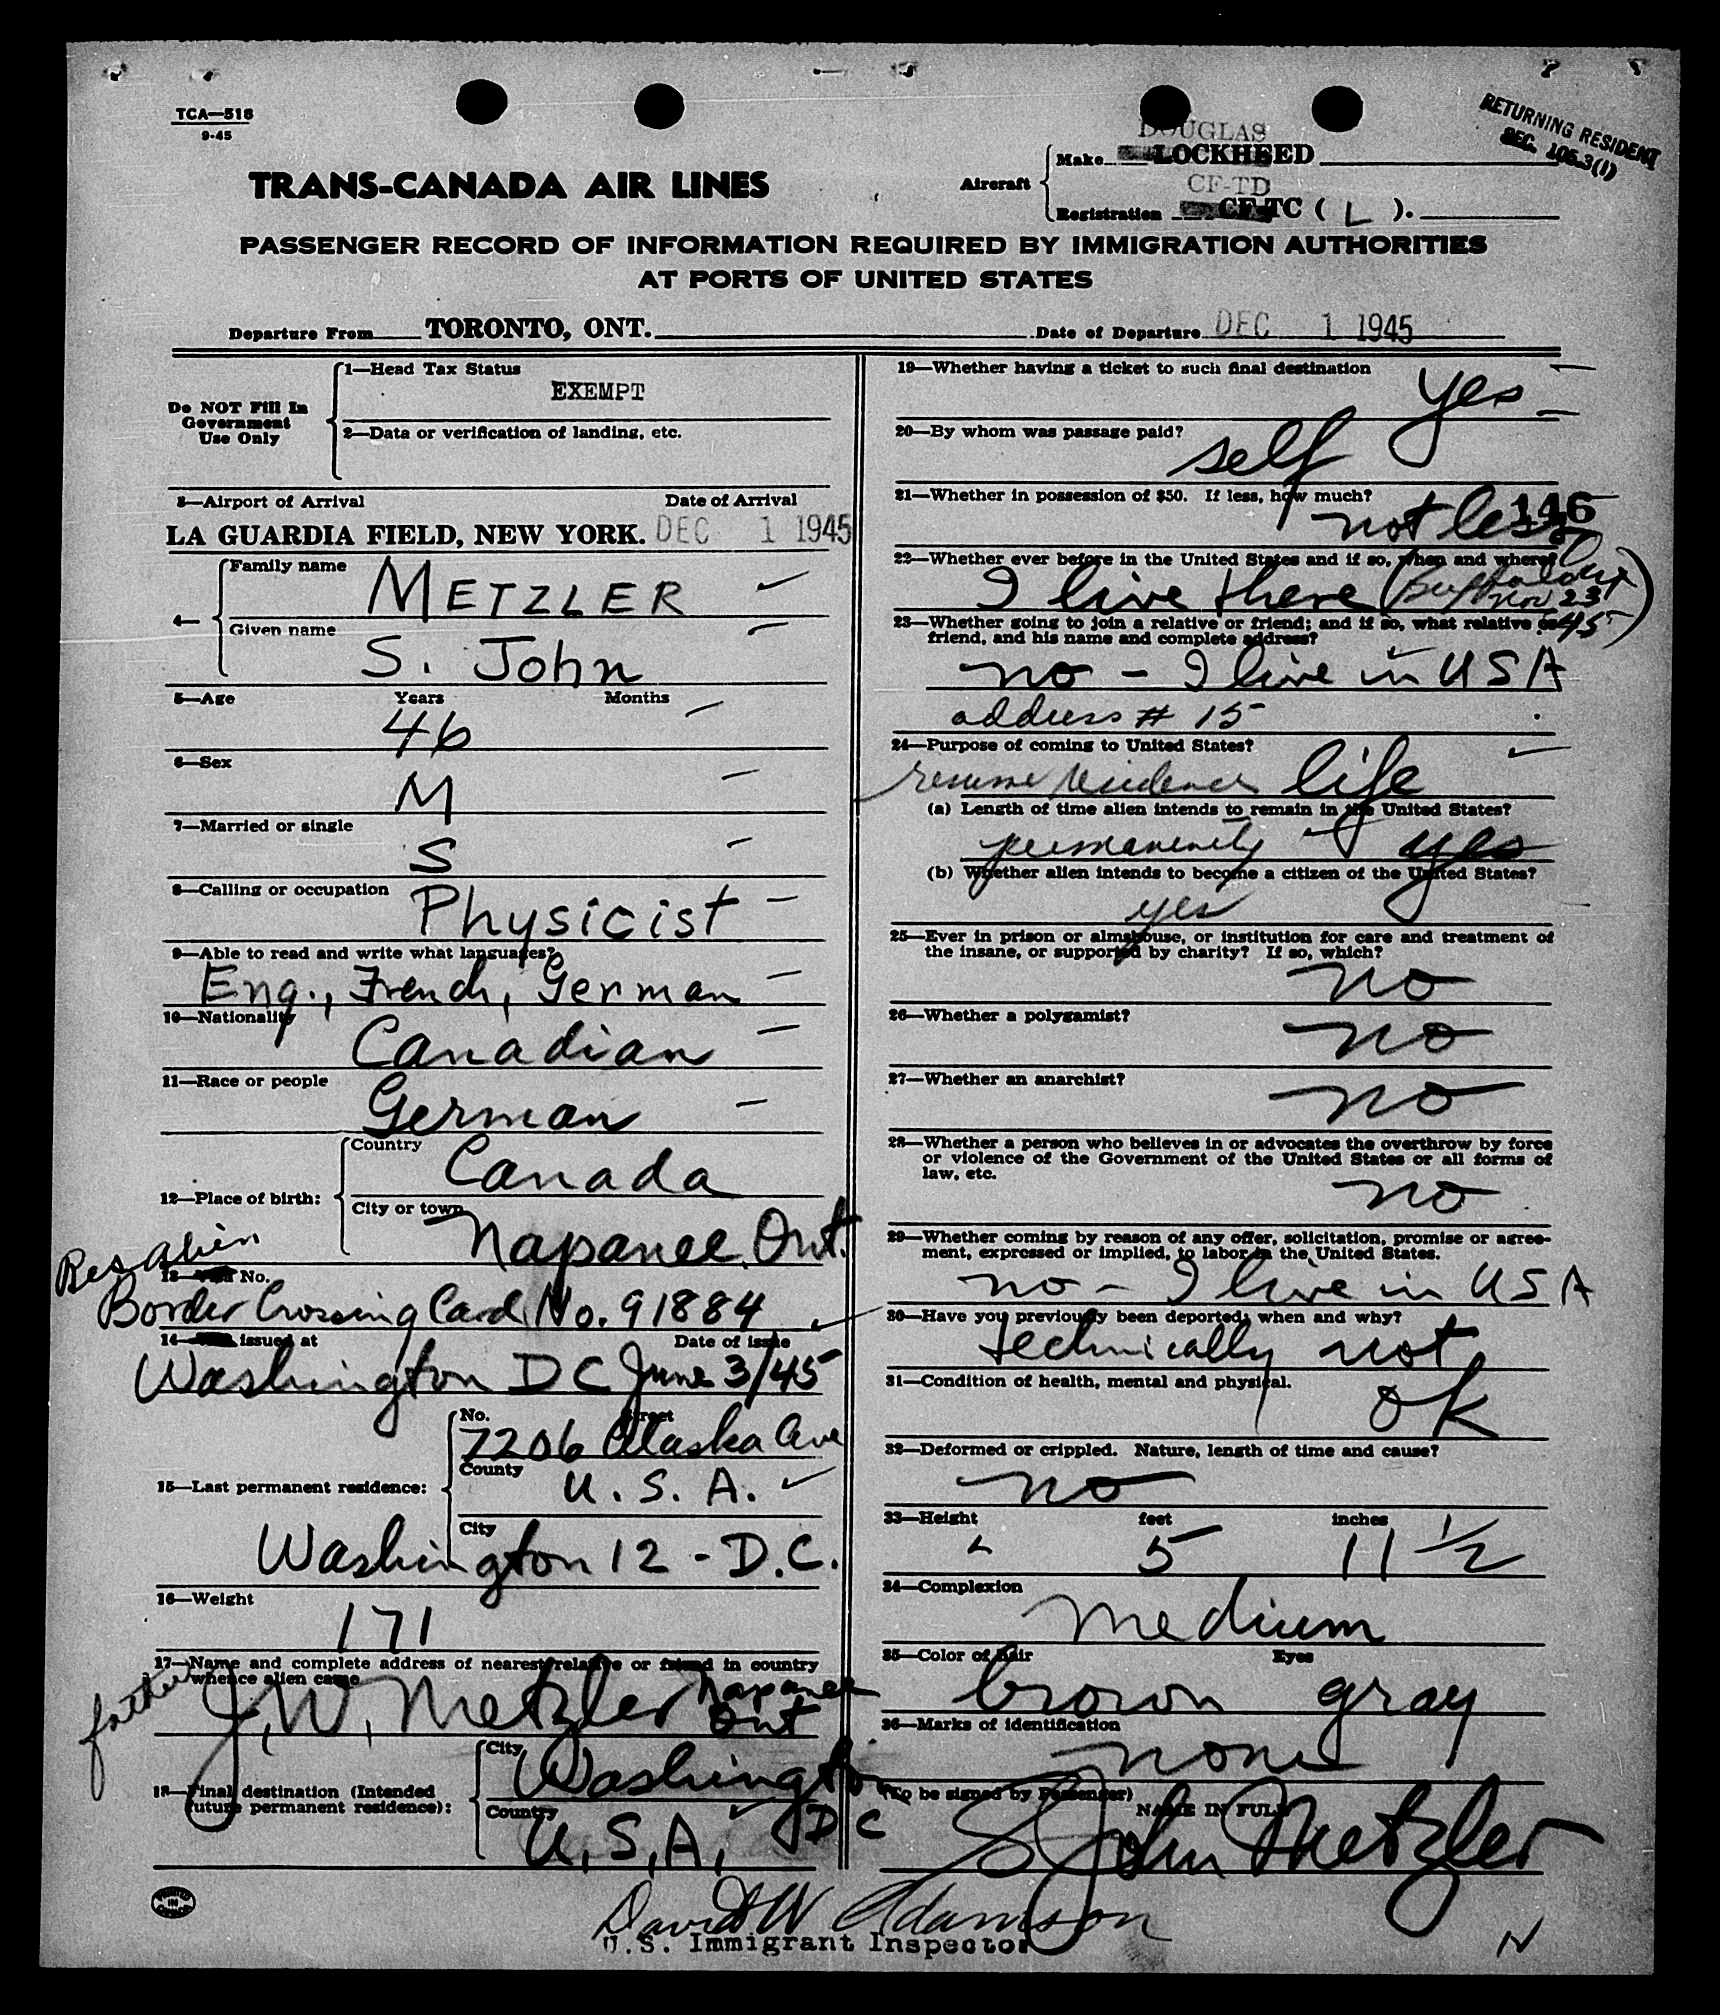 TCA—518
9-45
RETURNING RESIDENT
SEC. 105.3(1)
TRANS-CANADA AIR LINES
Aircraft
DOUGLAS
Make LOCKHEED
CF-TD
Registration CF-TC ( L ).
PASSENGER RECORD OF INFORMATION REQUIRED BY IMMIGRATION AUTHORITIES
AT PORTS OF UNITED STATES
Departure From TORONTO, ONT. Date of Departure DEC 1 1945
Do NOT Fill In
Government
Use Only
1—Head Tax Status
EXEMPT
2—Data or verification of landing, etc.
3—Airport of Arrival Date of Arrival
LA GUARDIA FIELD, NEW YORK. DEC 1 1945
4—
Family name
METZLER
Given name
S. John
5—Age Years Months
46
6—Sex
M
7—Married or single
S
8—Calling or occupation
Physicist
9—Able to read and write what languages?
Eng., French, German
10—Nationality
Canadian
11—Race or people
German
12—Place of birth:
Country
Canada
City or town
Napanee, Ont.
Res Alien
13— No.
Border Crossing Card No. 91884
14— issued at Date of issue
Washington DC June 3/45
15—Last permanent residence:
No. Street
7206 Alaska Ave
County
U.S.A.
City
Washington 12 - D.C.
16—Weight
171
17—Name and complete address of nearest relative or friend in country
whence alien came
father J. W. Metzler Napanee
Ont
18—Final destination (Intended
future permanent residence):
City
Washington
Country DC
U.S.A.
19—Whether having a ticket to such final destination
yes
20—By whom was passage paid?
self
21—Whether in possession of $50. If less, how much?
not less 146
22—Whether ever before in the United States and if so, when and where?
I live there ( Nov 23
45 )
23—Whether going to join a relative or friend; and if so, what relative or
friend, and his name and complete address?
no - I live in USA
address # 15
24—Purpose of coming to United States?
resume residence life
(a) Length of time alien intends to remain in the United States?
permanently yes
(b) Whether alien intends to become a citizen of the United States?
yes
25—Ever in prison or almshouse, or institution for care and treatment of
the insane, or supported by charity? If so, which?
no
26—Whether a polygamist?
no
27—Whether an anarchist?
no
28—Whether a person who believes in or advocates the overthrow by force
or violence of the Government of the United States or all forms of
law, etc.
no
29—Whether coming by reason of any offer, solicitation, promise or agree-
ment, expressed or implied, to labor in the United States.
no - I live in USA
30—Have you previously been deported; when and why?
technically not
31—Condition of health, mental and physical.
OK
32—Deformed or crippled. Nature, length of time and cause?
no
33—Height feet inches
5 11 1/2
34—Complexion
medium
35—Color of hair Eyes
brown gray
36—Marks of identification
none
(To be signed by Passenger)
NAME IN FULL
S John Metzler
PRINTED
IN
CANADA
David W Adamson
U.S. Immigrant Inspector